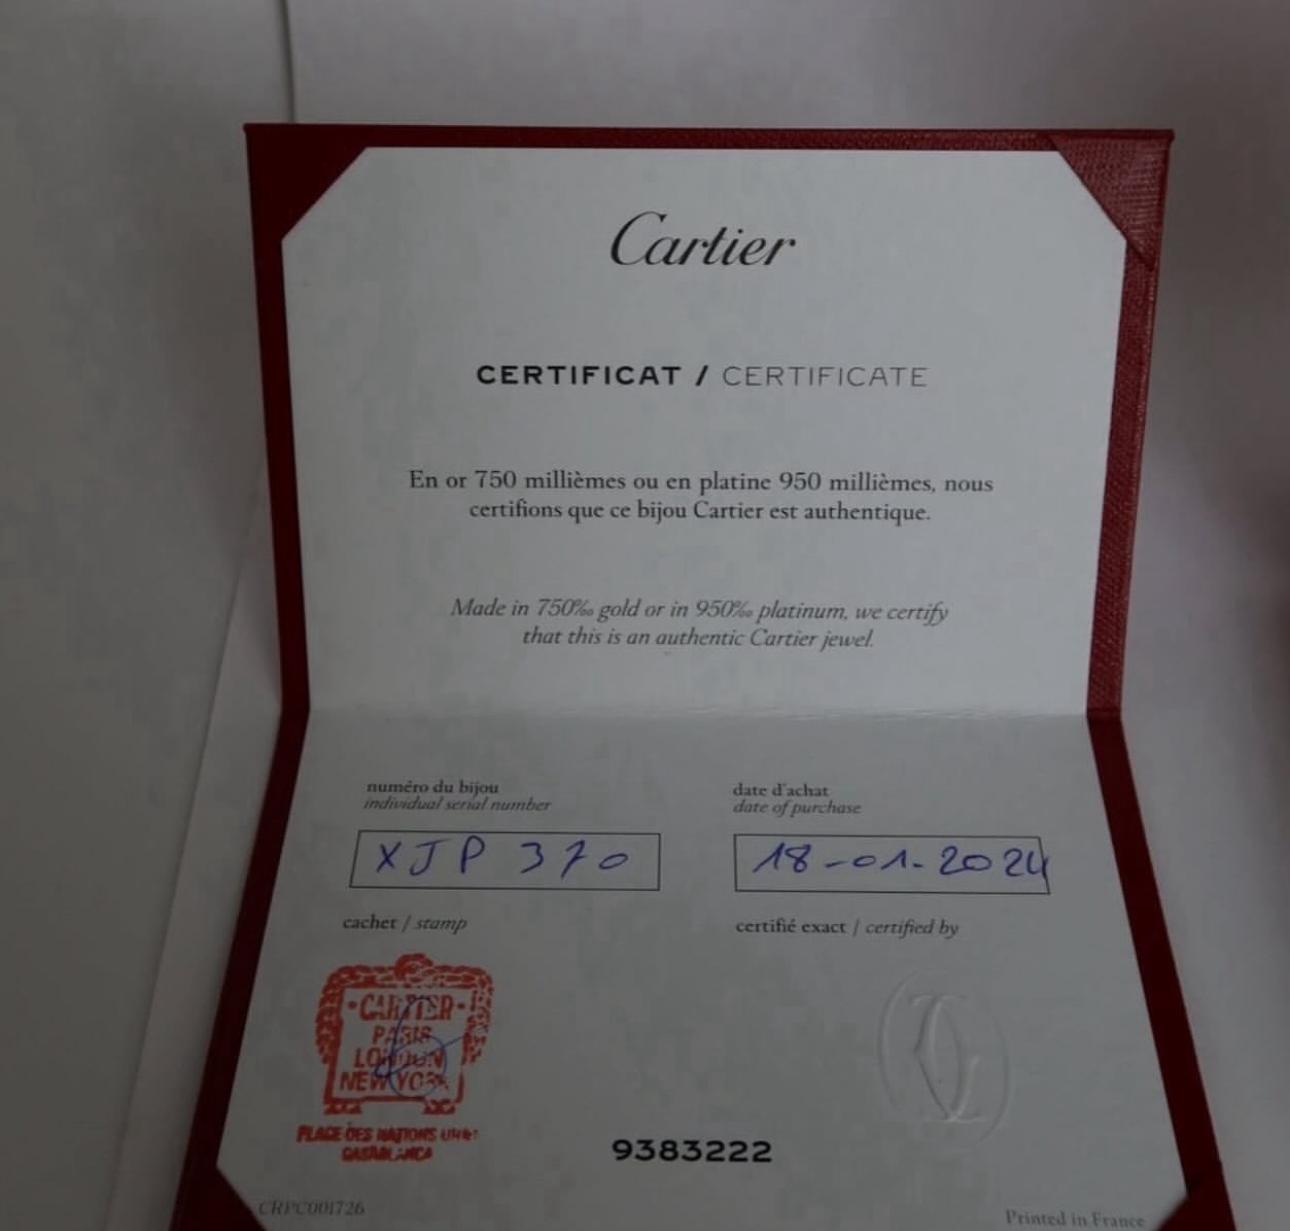 Cartier
CERTIFICAT / CERTIFICATE
En or 750 millièmes ou en platine 950 millièmes, nous
certifions que ce bijou Cartier est authentique.
Made in 750‰ gold or in 950‰ platinum, we certify
that this is an authentic Cartier jewel.
numéro du bijou
individual serial number
XJP 370
date d'achat
date of purchase
18-01-2024
cachet / stamp
certifié exact / certified by
·CARTIER·
PARIS
LONDON
NEW YORK
PLACE DES NATIONS
CASABLANCA
9383222
CRPC001726
Printed in France